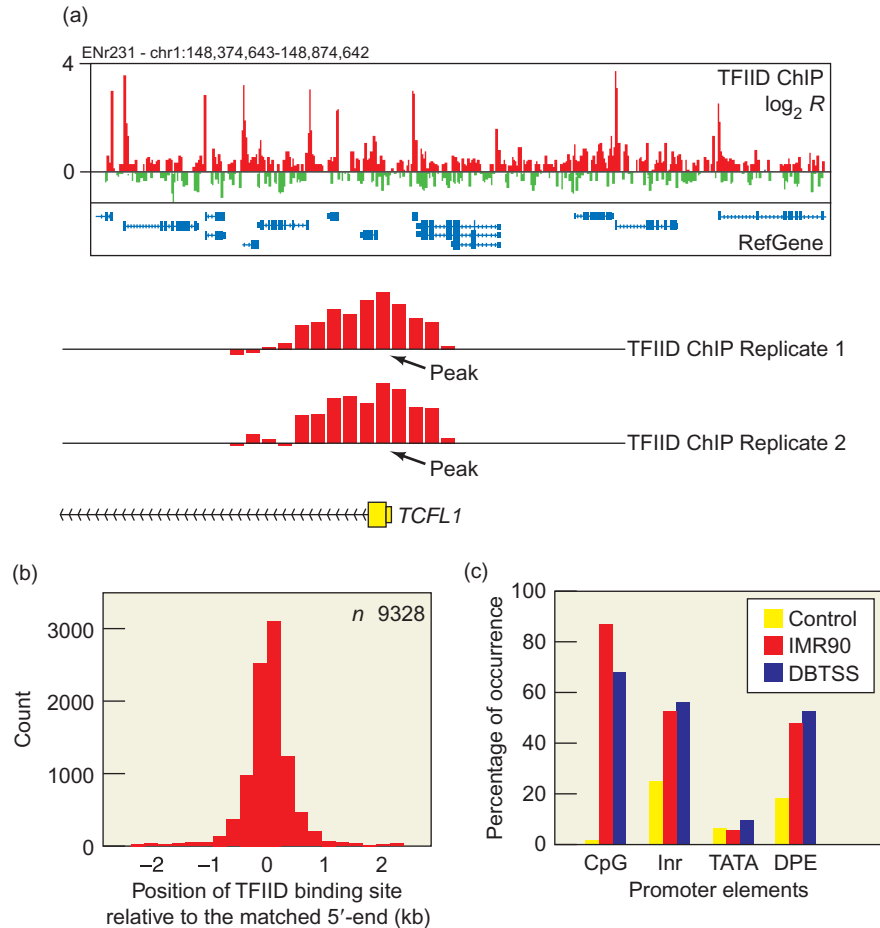 (a)
ENr231 - chr1:148,374,643-148,874,642
4
TFIID ChIP
log2 R
0
RefGene
TFIID ChIP Replicate 1
Peak
TFIID ChIP Replicate 2
Peak
TCFL1
(b)
n 9328
3000
2000
1000
0
Count
–2 –1 0 1 2
Position of TFIID binding site
relative to the matched 5′-end (kb)
(c)
100
80
60
40
20
0
Percentage of occurrence
Control
IMR90
DBTSS
CpG Inr TATA DPE
Promoter elements